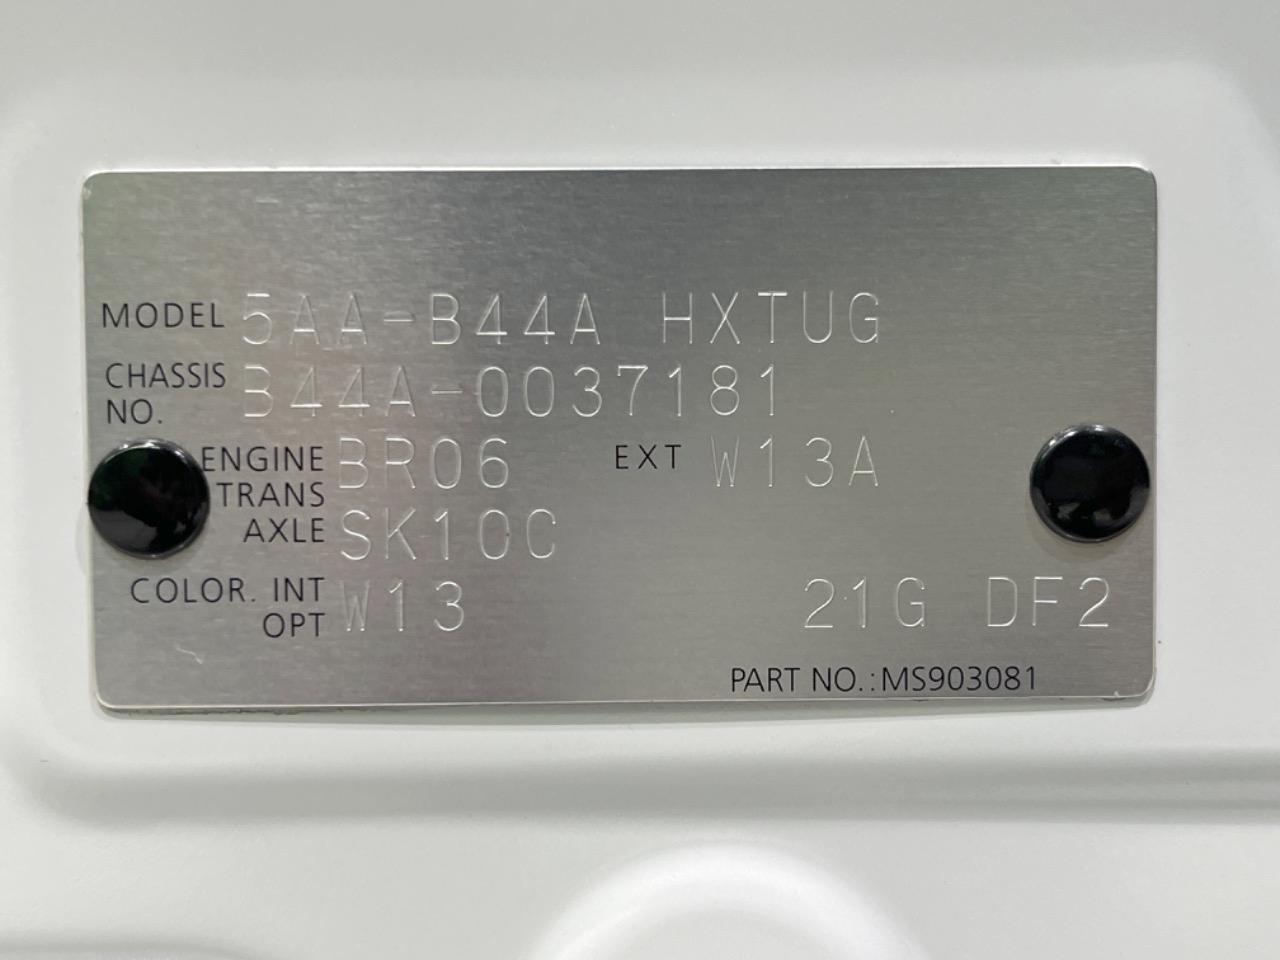 MODEL 5AA-B44A HXTUG
CHASSIS NO. B44A-0037181
ENGINE BR06 EXT W13A
TRANS
AXLE SK10C
COLOR. INT W13 21G DF2
OPT
PART NO.:MS903081